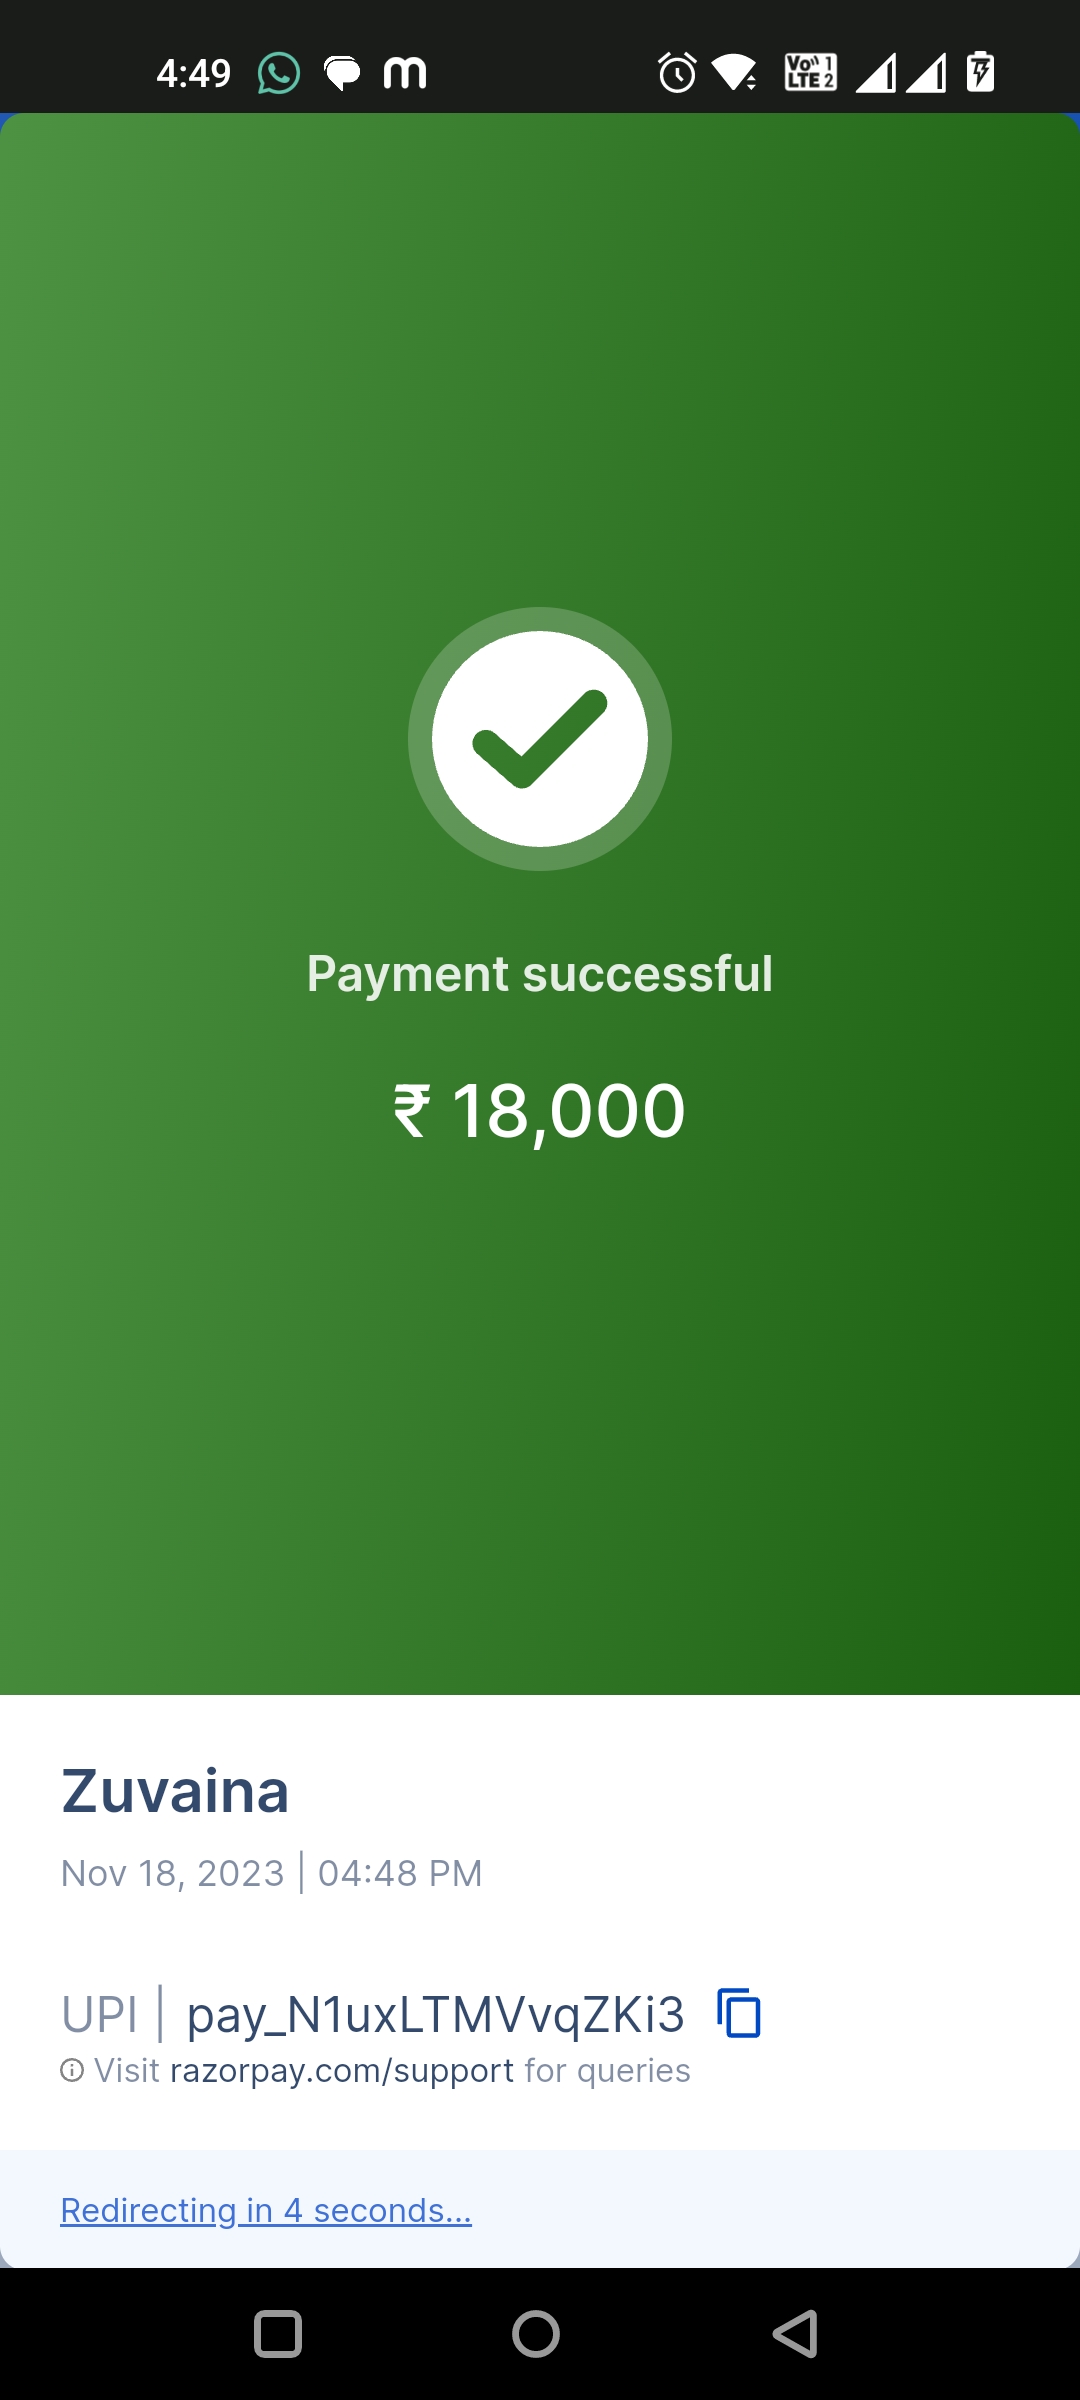 4:49
Vo)) 1
LTE 2
Payment successful
₹ 18,000
Zuvaina
Nov 18, 2023 | 04:48 PM
UPI | pay_N1uxLTMVvqZKi3
Visit razorpay.com/support for queries
Redirecting in 4 seconds...